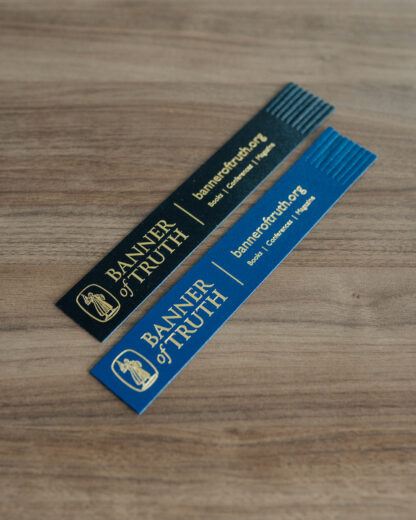 BANNER
of TRUTH
banneroftruth.org
Books | Conferences | Magazine
BANNER
of TRUTH
banneroftruth.org
Books | Conferences | Magazine